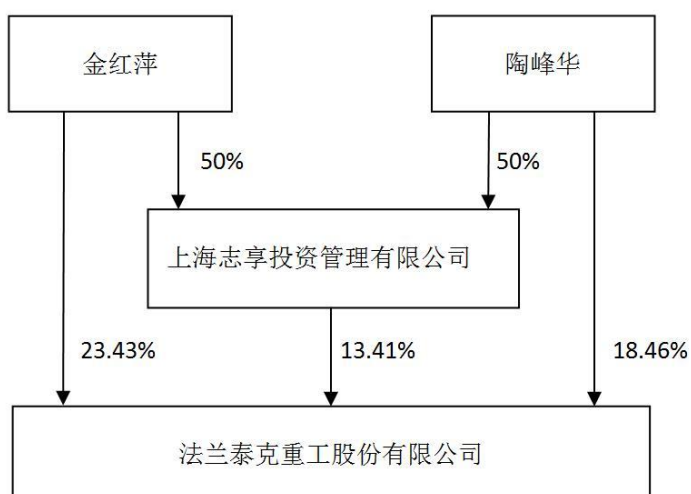 金红萍
陶峰华
50%
50%
上海志享投资管理有限公司
23.43%
13.41%
18.46%
法兰泰克重工股份有限公司